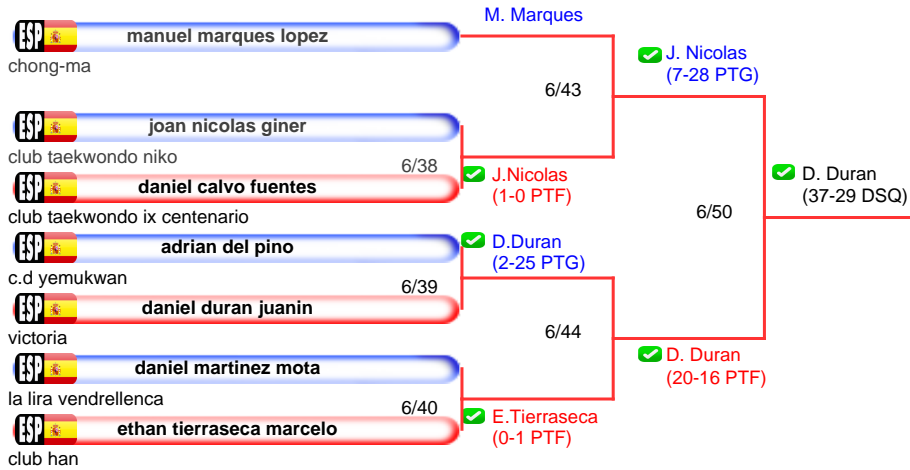 ESP manuel marques lopez
chong-ma
M. Marques
J. Nicolas
(7-28 PTG)
6/43
ESP joan nicolas giner
club taekwondo niko
6/38
ESP daniel calvo fuentes
club taekwondo ix centenario
J.Nicolas
(1-0 PTF)
D. Duran
(37-29 DSQ)
6/50
ESP adrian del pino
c.d yemukwan
D.Duran
(2-25 PTG)
6/39
ESP daniel duran juanin
victoria
6/44
D. Duran
(20-16 PTF)
ESP daniel martinez mota
la lira vendrellenca
6/40
ESP ethan tierraseca marcelo
club han
E.Tierraseca
(0-1 PTF)